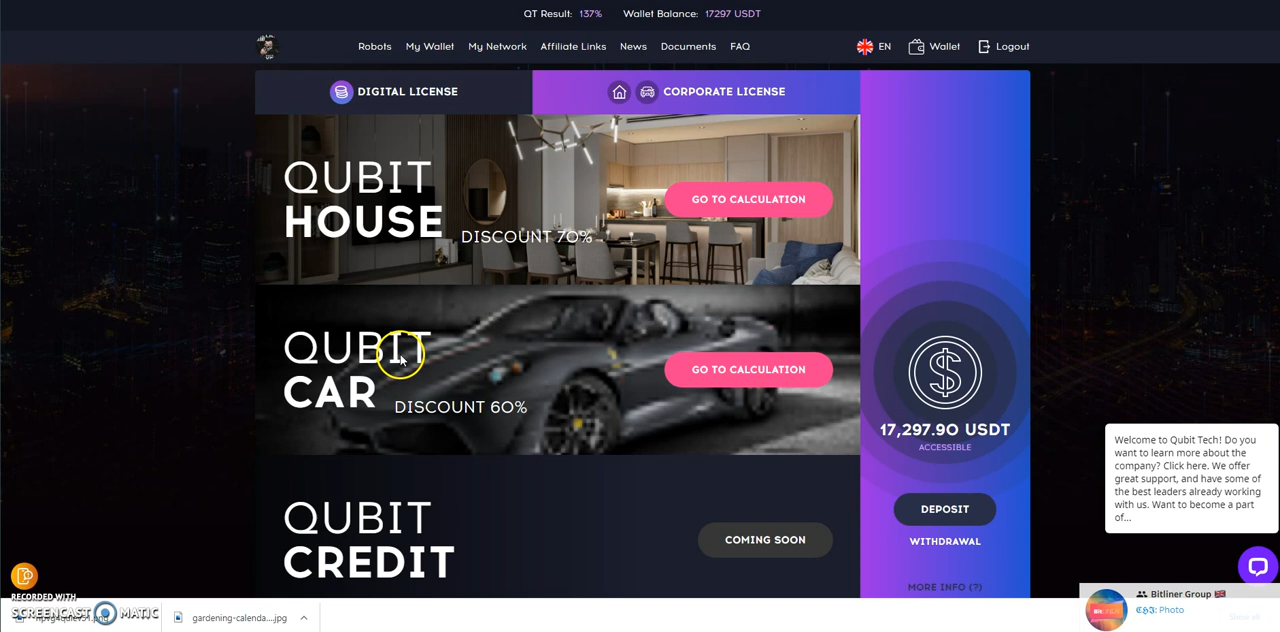 QT Result: 137% Wallet Balance: 17297 USDT
Robots My Wallet My Network Affiliate Links News Documents FAQ EN Wallet Logout
DIGITAL LICENSE CORPORATE LICENSE
QUBIT
HOUSE
DISCOUNT 70%
GO TO CALCULATION
QUBIT
CAR
DISCOUNT 60%
GO TO CALCULATION
QUBIT
CREDIT
COMING SOON
17,297.90 USDT
ACCESSIBLE
DEPOSIT
WITHDRAWAL
MORE INFO (?)
Welcome to Qubit Tech! Do you
want to learn more about the
company? Click here. We offer
great support, and have some of
the best leaders already working
with us. Want to become a part
of...
RECORDED WITH
SCREENCAST MATIC
gardening-calenda....jpg
Bitliner Group
Photo
Show all